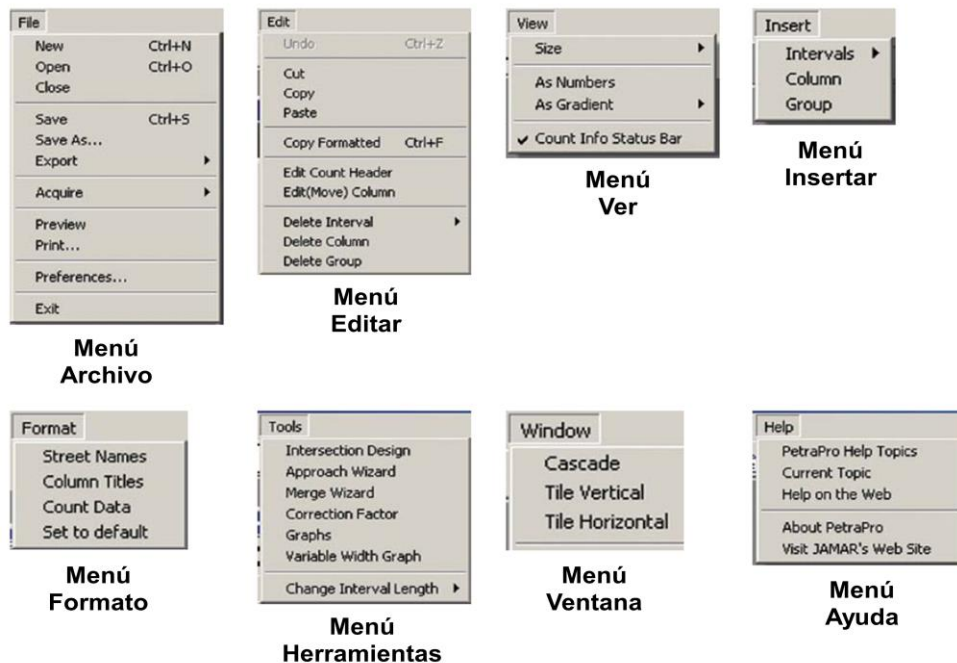 File
New Ctrl+N
Open Ctrl+O
Close
Save Ctrl+S
Save As...
Export
Acquire
Preview
Print...
Preferences...
Exit
Menú
Archivo
Edit
Undo Ctrl+Z
Cut
Copy
Paste
Copy Formatted Ctrl+F
Edit Count Header
Edit(Move) Column
Delete Interval
Delete Column
Delete Group
Menú
Editar
View
Size
As Numbers
As Gradient
Count Info Status Bar
Menú
Ver
Insert
Intervals
Column
Group
Menú
Insertar
Format
Street Names
Column Titles
Count Data
Set to default
Menú
Formato
Tools
Intersection Design
Approach Wizard
Merge Wizard
Correction Factor
Graphs
Variable Width Graph
Change Interval Length
Menú
Herramientas
Window
Cascade
Tile Vertical
Tile Horizontal
Menú
Ventana
Help
PetraPro Help Topics
Current Topic
Help on the Web
About PetraPro
Visit JAMAR's Web Site
Menú
Ayuda